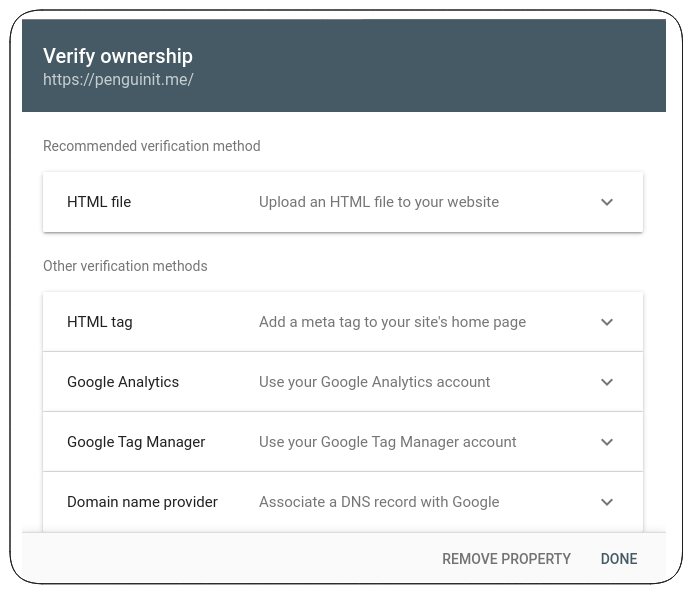 Verify ownership
https://penguinit.me/
Recommended verification method
HTML file Upload an HTML file to your website
Other verification methods
HTML tag Add a meta tag to your site's home page
Google Analytics Use your Google Analytics account
Google Tag Manager Use your Google Tag Manager account
Domain name provider Associate a DNS record with Google
REMOVE PROPERTY DONE